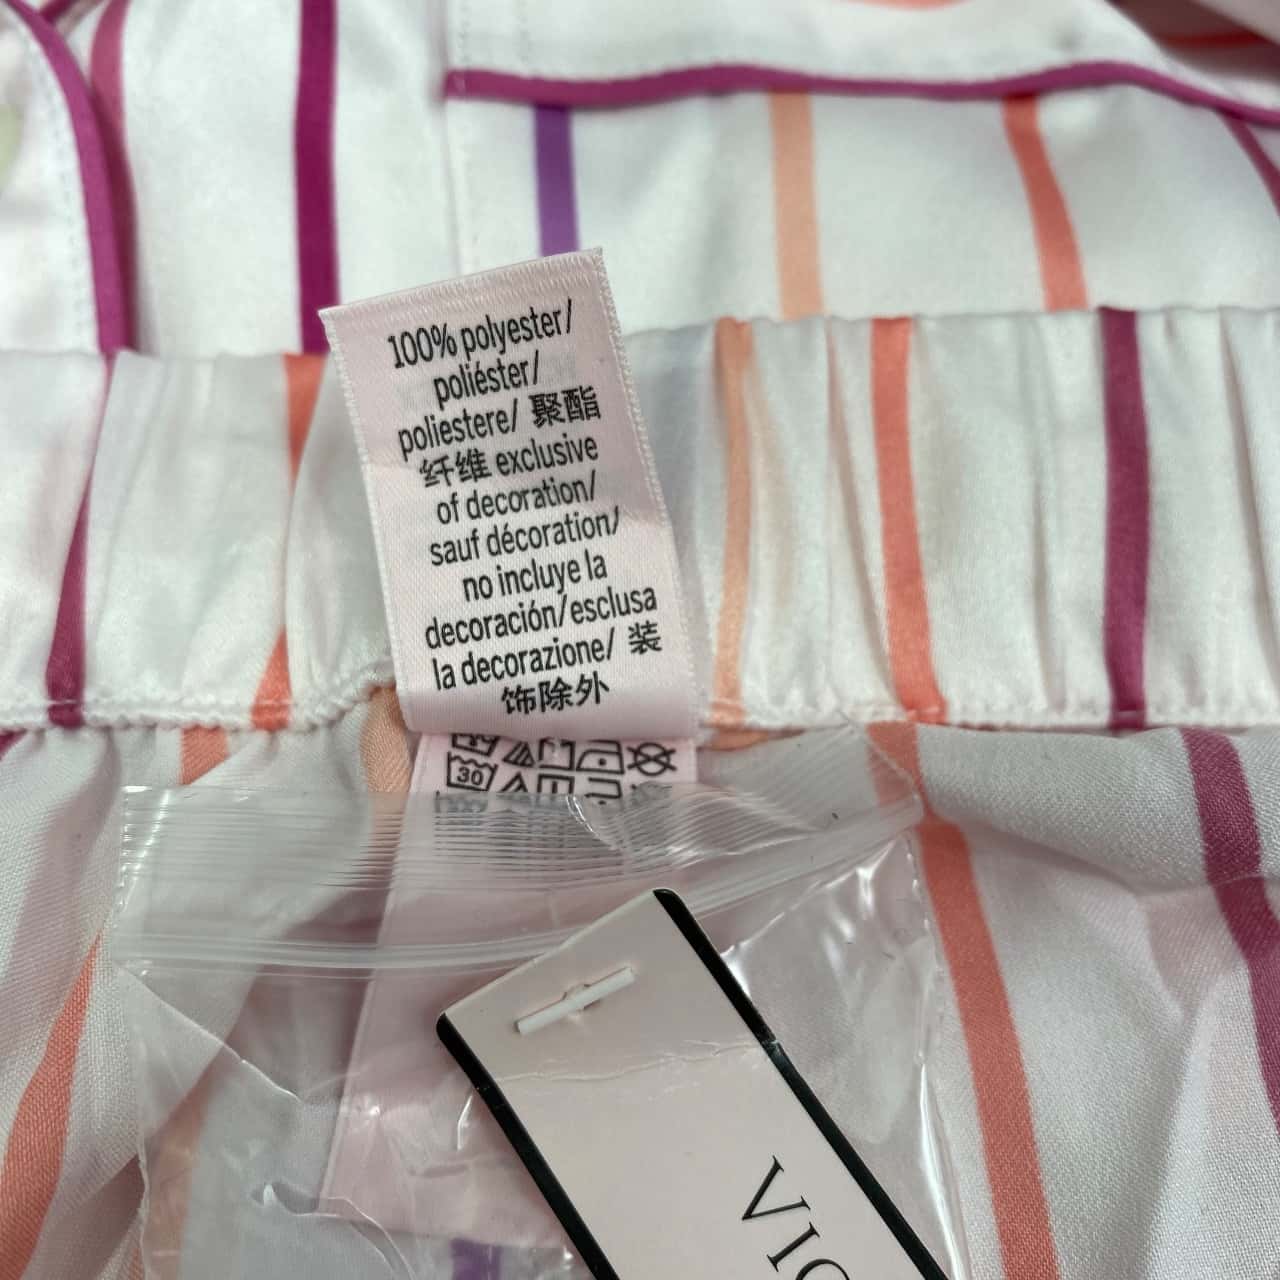 100% polyester/
poliéster/
poliestere/ 聚酯
纤维 exclusive
of decoration/
sauf décoration/
no incluye la
decoración/esclusa
la decorazione/ 装
饰除外
30
VIC